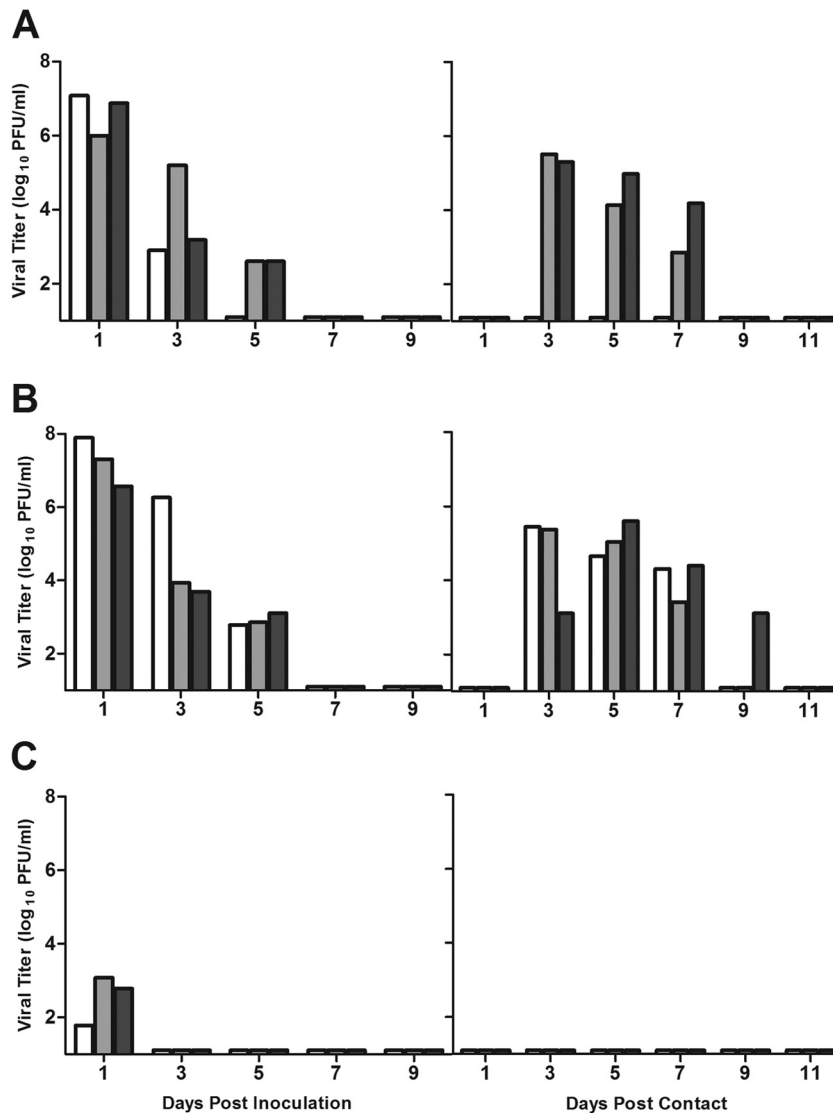 A
Viral Titer (log10 PFU/ml)
8
6
4
2
1 3 5 7 9 1 3 5 7 9 11
B
Viral Titer (log10 PFU/ml)
8
6
4
2
1 3 5 7 9 1 3 5 7 9 11
C
Viral Titer (log10 PFU/ml)
8
6
4
2
1 3 5 7 9 1 3 5 7 9 11
Days Post Inoculation Days Post Contact